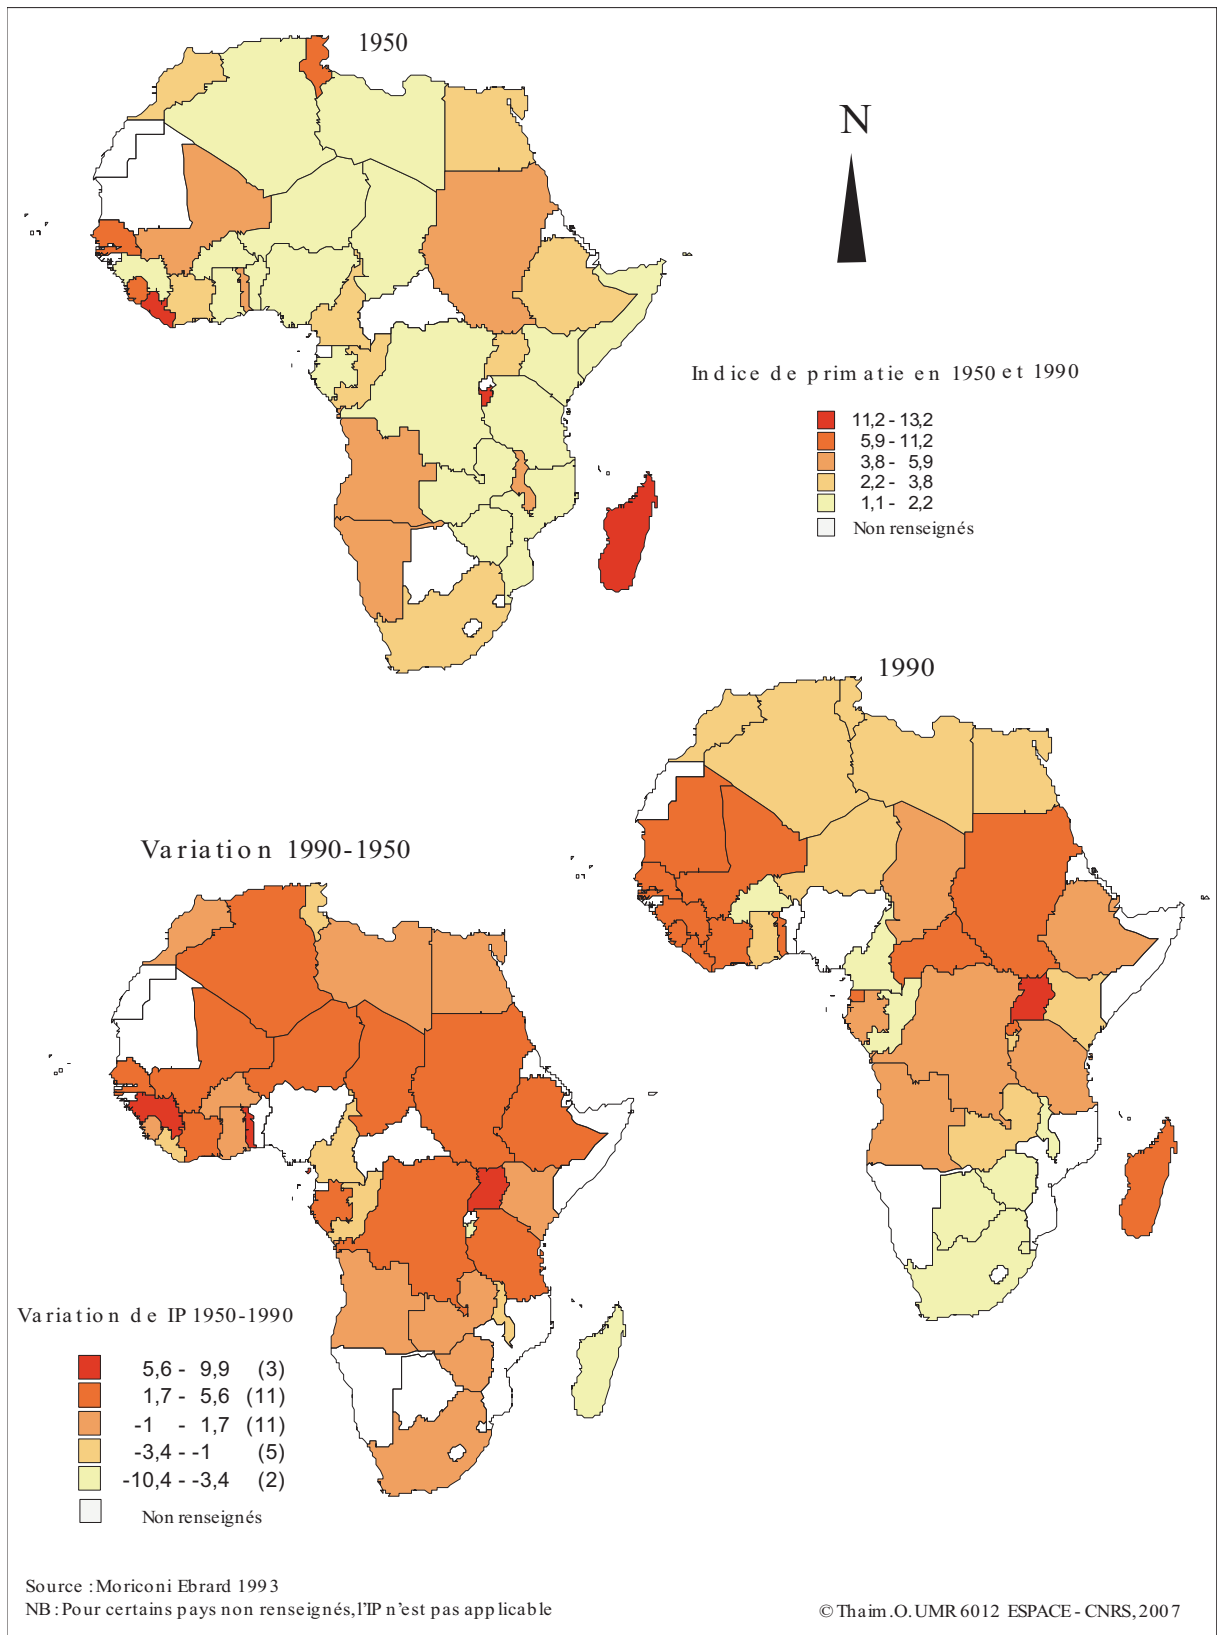 1950
N
Indice de primatie en 1950 et 1990
11,2 - 13,2
5,9 - 11,2
3,8 - 5,9
2,2 - 3,8
1,1 - 2,2
Non renseignés
1990
Variation 1990-1950
Variation de IP 1950-1990
5,6 - 9,9 (3)
1,7 - 5,6 (11)
-1 - 1,7 (11)
-3,4 - -1 (5)
-10,4 - -3,4 (2)
Non renseignés
Source : Moriconi Ebrard 1993
NB : Pour certains pays non renseignés, l'IP n'est pas applicable
© Thaim .O. UMR 6012 ESPACE - CNRS, 2007